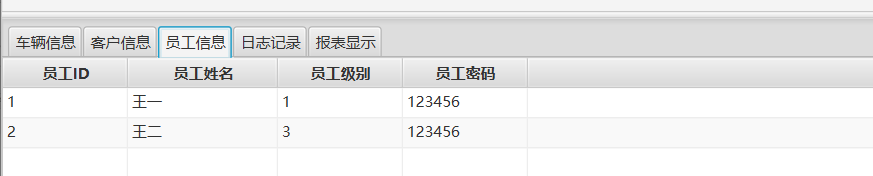 车辆信息 客户信息 员工信息 日志记录 报表显示
员工ID 员工姓名 员工级别 员工密码
1 王一 1 123456
2 王二 3 123456